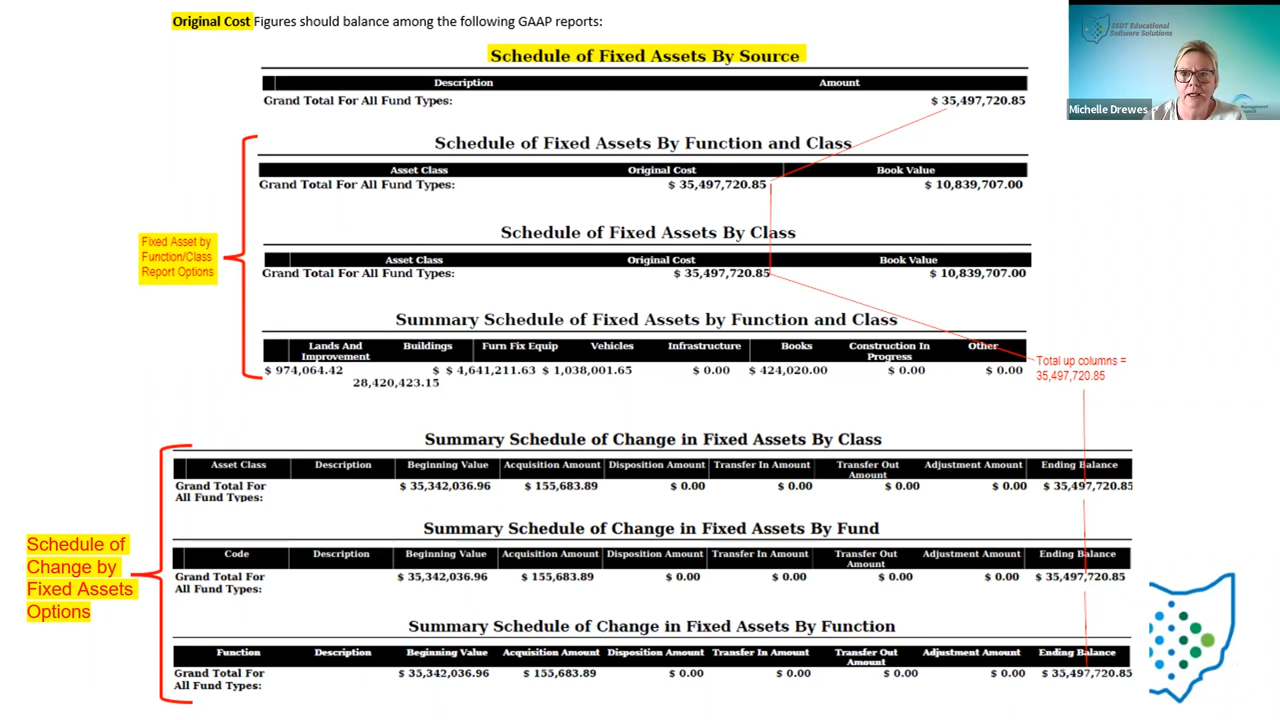 Original Cost Figures should balance among the following GAAP reports:
SSDT Educational
Software Solutions
Management
Michelle Drewes
Schedule of Fixed Assets By Source
Description Amount
Grand Total For All Fund Types: $ 35,497,720.85
Schedule of Fixed Assets By Function and Class
Asset Class Original Cost Book Value
Grand Total For All Fund Types: $ 35,497,720.85 $ 10,839,707.00
Fixed Asset by
Function/Class
Report Options
Schedule of Fixed Assets By Class
Asset Class Original Cost Book Value
Grand Total For All Fund Types: $ 35,497,720.85 $ 10,839,707.00
Summary Schedule of Fixed Assets by Function and Class
Lands And Buildings Furn Fix Equip Vehicles Infrastructure Books Construction In Other
Improvement Progress
$ 974,064.42 $ $ 4,641,211.63 $ 1,038,001.65 $ 0.00 $ 424,020.00 $ 0.00 $ 0.00
28,420,423.15
Total up columns =
35,497,720.85
Summary Schedule of Change in Fixed Assets By Class
Asset Class Description Beginning Value Acquisition Amount Disposition Amount Transfer In Amount Transfer Out Adjustment Amount Ending Balance
Amount
Grand Total For $ 35,342,036.96 $ 155,683.89 $ 0.00 $ 0.00 $ 0.00 $ 0.00 $ 35,497,720.85
All Fund Types:
Schedule of
Change by
Fixed Assets
Options
Summary Schedule of Change in Fixed Assets By Fund
Code Description Beginning Value Acquisition Amount Disposition Amount Transfer In Amount Transfer Out Adjustment Amount Ending Balance
Amount
Grand Total For $ 35,342,036.96 $ 155,683.89 $ 0.00 $ 0.00 $ 0.00 $ 0.00 $ 35,497,720.85
All Fund Types:
Summary Schedule of Change in Fixed Assets By Function
Function Description Beginning Value Acquisition Amount Disposition Amount Transfer In Amount Transfer Out Adjustment Amount Ending Balance
Amount
Grand Total For $ 35,342,036.96 $ 155,683.89 $ 0.00 $ 0.00 $ 0.00 $ 0.00 $ 35,497,720.85
All Fund Types: